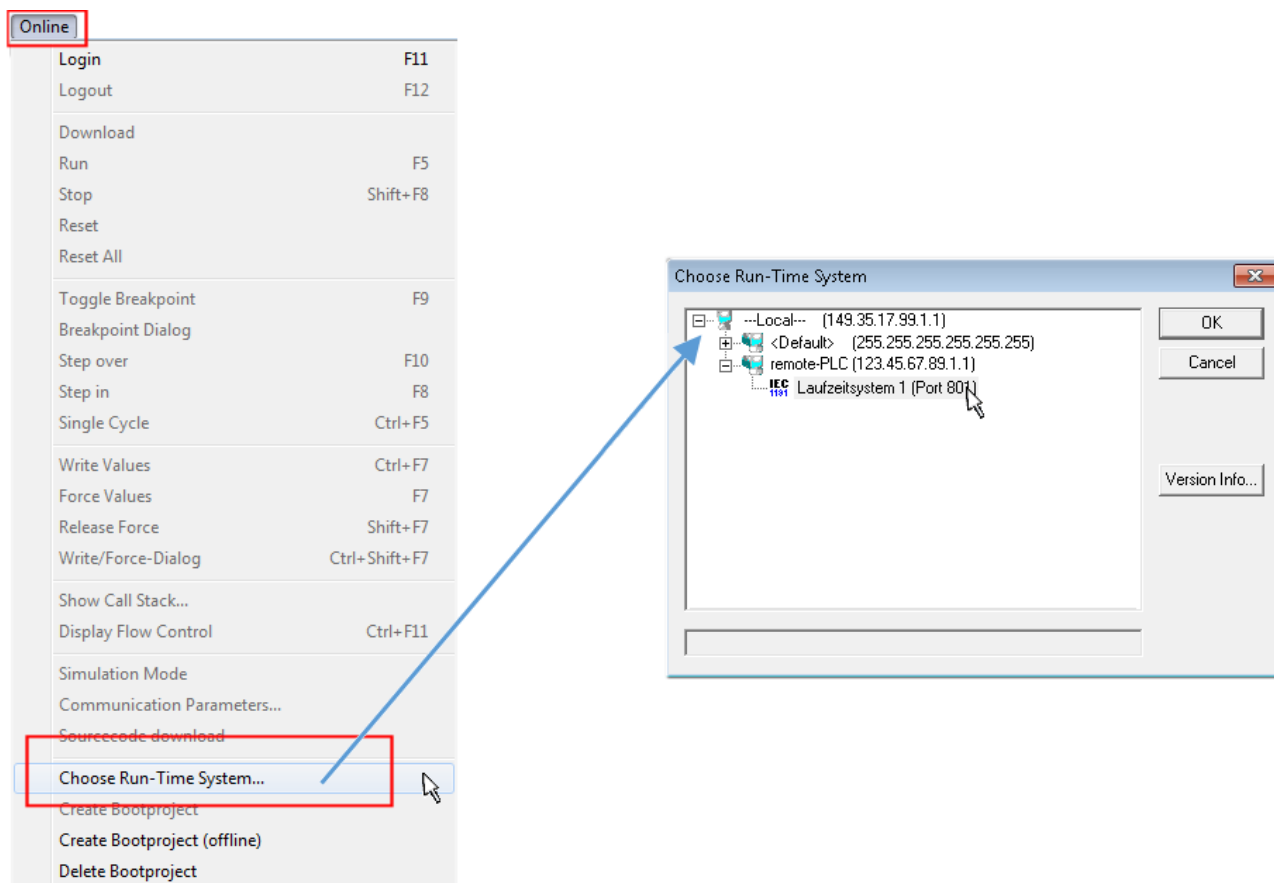 Online
Login F11
Logout F12
Download
Run F5
Stop Shift+F8
Reset
Reset All
Toggle Breakpoint F9
Breakpoint Dialog
Step over F10
Step in F8
Single Cycle Ctrl+F5
Write Values Ctrl+F7
Force Values F7
Release Force Shift+F7
Write/Force-Dialog Ctrl+Shift+F7
Show Call Stack...
Display Flow Control Ctrl+F11
Simulation Mode
Communication Parameters...
Sourcecode download
Choose Run-Time System...
Create Bootproject
Create Bootproject (offline)
Delete Bootproject
Choose Run-Time System
---Local--- (149.35.17.99.1.1)
<Default> (255.255.255.255.255.255)
remote-PLC (123.45.67.89.1.1)
IEC 1131 Laufzeitsystem 1 (Port 801)
OK
Cancel
Version Info...